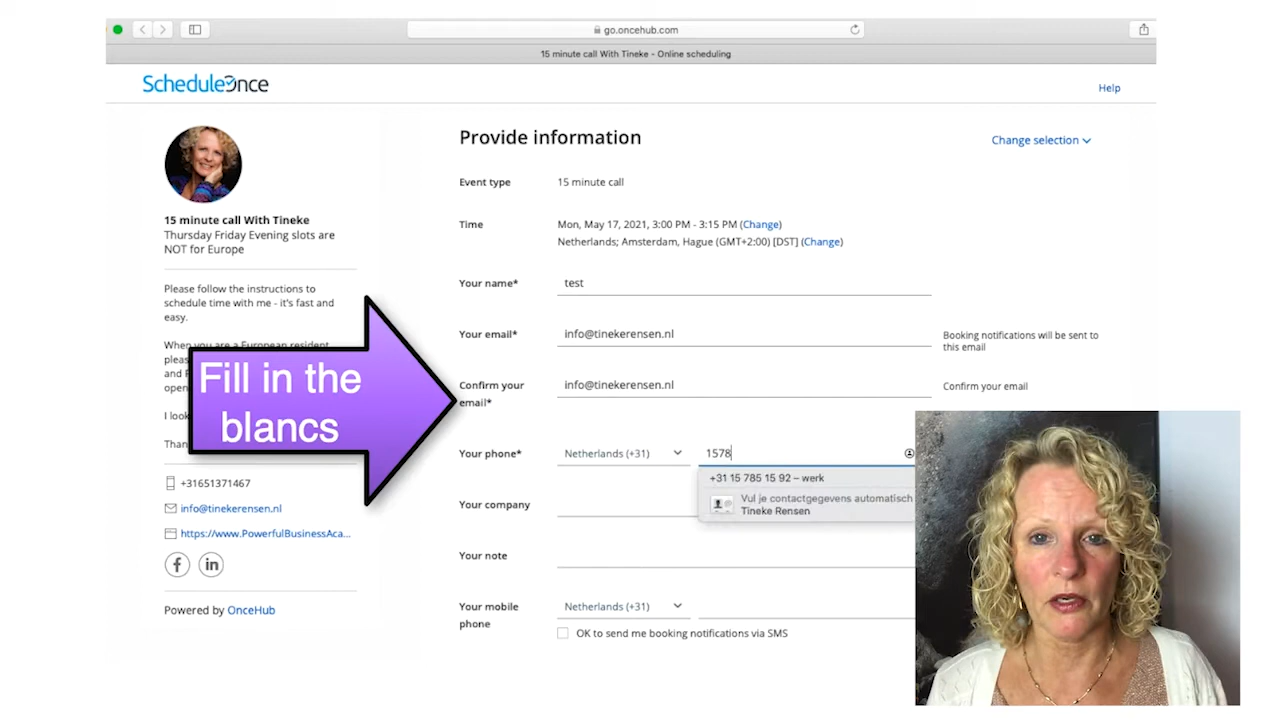 go.oncehub.com
15 minute call With Tineke - Online scheduling
ScheduleOnce
Help
15 minute call With Tineke
Thursday Friday Evening slots are
NOT for Europe
Please follow the instructions to
schedule time with me - it's fast and
easy.
When you are a European resident
pleas
and
open
I look
Than
+31651371467
info@tinekerensen.nl
https://www.PowerfulBusinessAca...
Powered by OnceHub
Fill in the
blancs
Provide information
Change selection
Event type
15 minute call
Time
Mon, May 17, 2021, 3:00 PM - 3:15 PM (Change)
Netherlands; Amsterdam, Hague (GMT+2:00) [DST] (Change)
Your name*
test
Your email*
info@tinekerensen.nl
Booking notifications will be sent to
this email
Confirm your
email*
info@tinekerensen.nl
Confirm your email
Your phone*
Netherlands (+31)
1578
+31 15 785 15 92 – werk
Vul je contactgegevens automatisch
Tineke Rensen
Your company
Your note
Your mobile
phone
Netherlands (+31)
OK to send me booking notifications via SMS